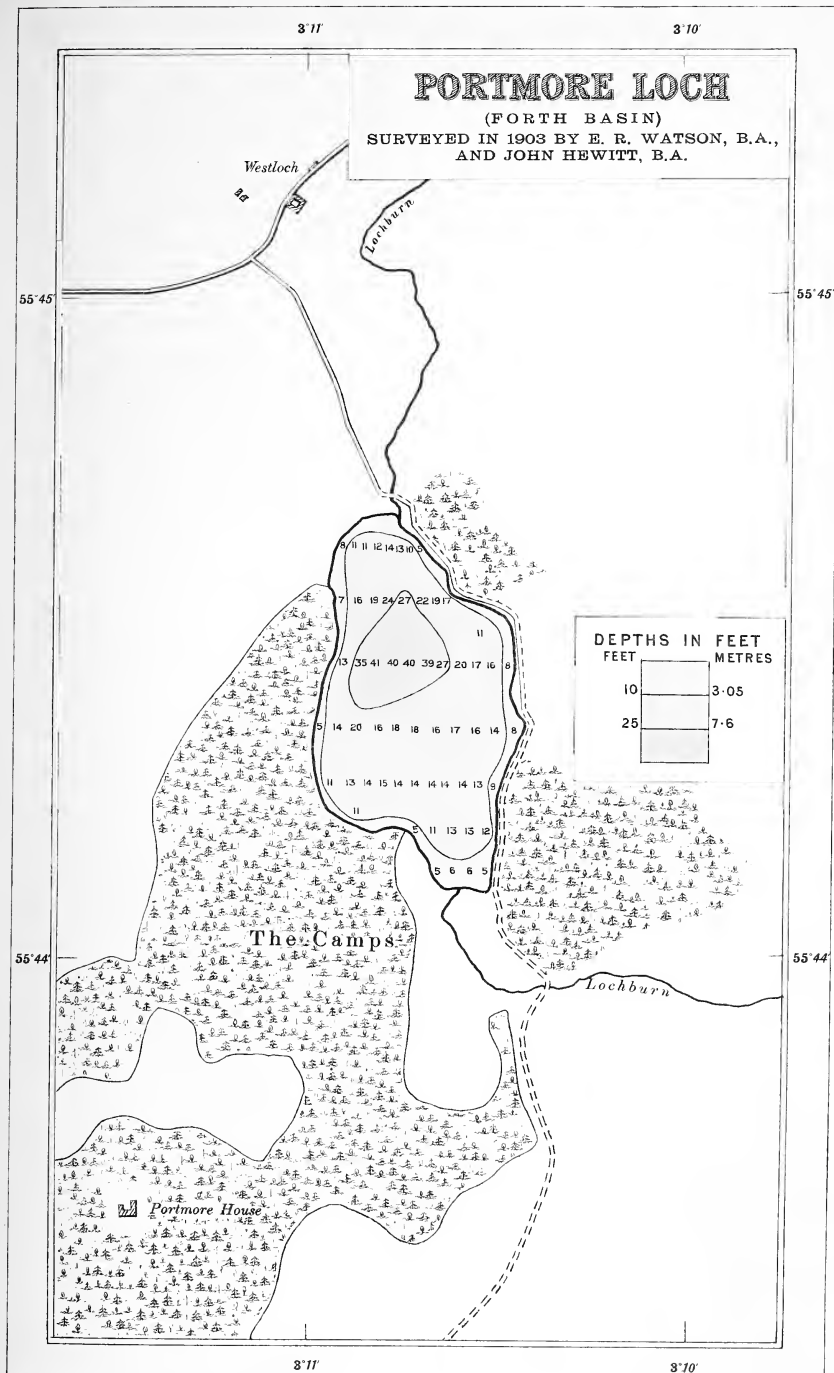 3°11'
3°10'
PORTMORE LOCH
(FORTH BASIN)
SURVEYED IN 1903 BY E. R. WATSON, B.A.,
AND JOHN HEWITT, B.A.
Westloch
Lochburn
55°45'
55°45'
8 11 11 12 14 13 10 5
7 16 19 24 27 22 19 17
11
13 35 41 40 40 39 27 20 17 16 8
5 14 20 16 18 18 16 17 16 14 8
11 13 14 15 14 14 14 14 14 13 9
11
5 11 13 13 12
5 6 6 5
DEPTHS IN FEET
FEET METRES
10 3·05
25 7·6
The Camps
55°44'
55°44'
Lochburn
Portmore House
3°11'
3°10'